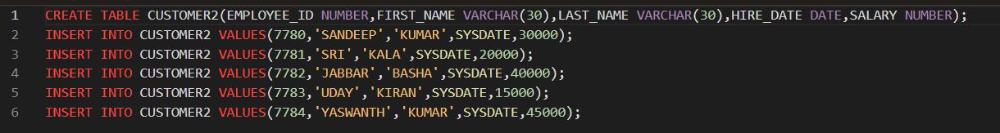 1 CREATE TABLE CUSTOMER2(EMPLOYEE_ID NUMBER,FIRST_NAME VARCHAR(30),LAST_NAME VARCHAR(30),HIRE_DATE DATE,SALARY NUMBER);
2 INSERT INTO CUSTOMER2 VALUES(7780,'SANDEEP','KUMAR',SYSDATE,30000);
3 INSERT INTO CUSTOMER2 VALUES(7781,'SRI','KALA',SYSDATE,20000);
4 INSERT INTO CUSTOMER2 VALUES(7782,'JABBAR','BASHA',SYSDATE,40000);
5 INSERT INTO CUSTOMER2 VALUES(7783,'UDAY','KIRAN',SYSDATE,15000);
6 INSERT INTO CUSTOMER2 VALUES(7784,'YASWANTH','KUMAR',SYSDATE,45000);